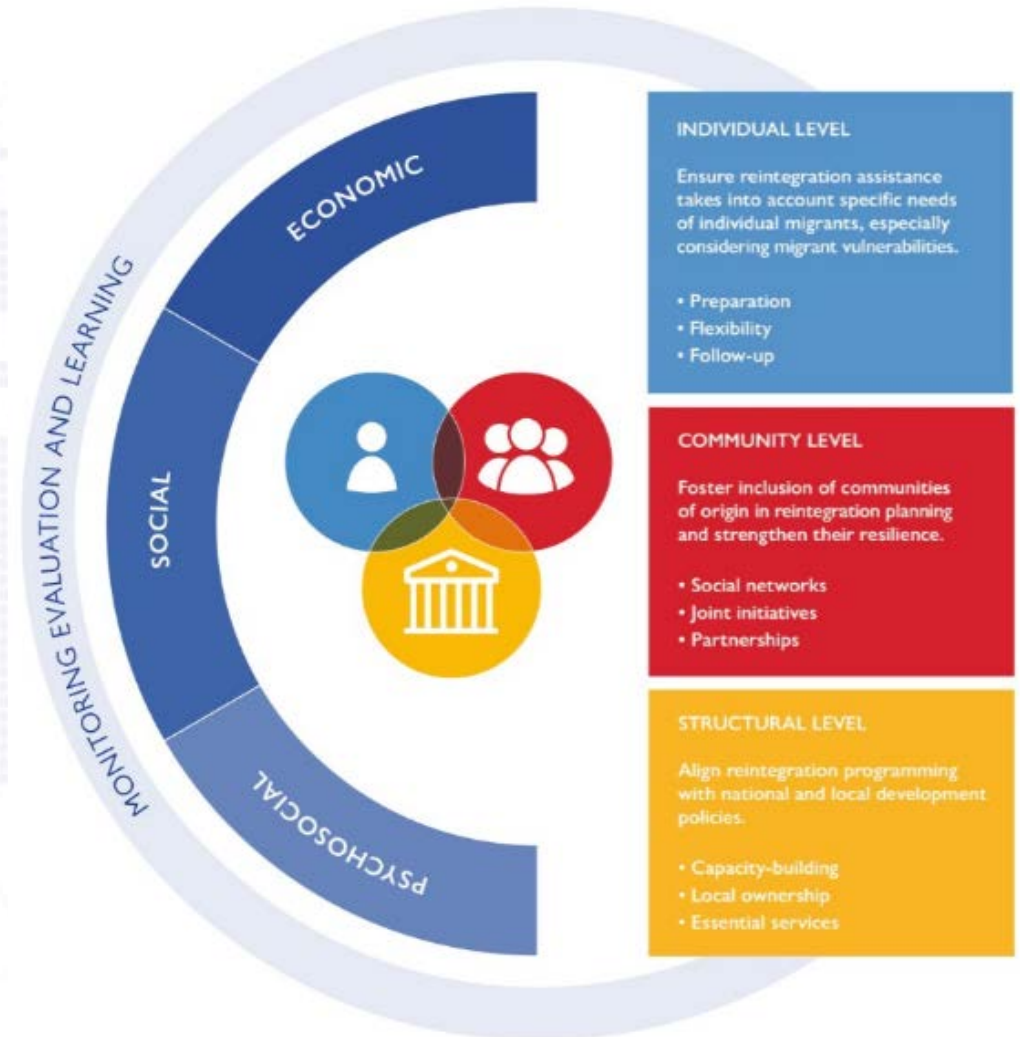 MONITORING EVALUATION AND LEARNING
ECONOMIC
SOCIAL
PSYCHOSOCIAL
INDIVIDUAL LEVEL
Ensure reintegration assistance
takes into account specific needs
of individual migrants, especially
considering migrant vulnerabilities.
• Preparation
• Flexibility
• Follow-up
COMMUNITY LEVEL
Foster inclusion of communities
of origin in reintegration planning
and strengthen their resilience.
• Social networks
• Joint initiatives
• Partnerships
STRUCTURAL LEVEL
Align reintegration programming
with national and local development
policies.
• Capacity-building
• Local ownership
• Essential services